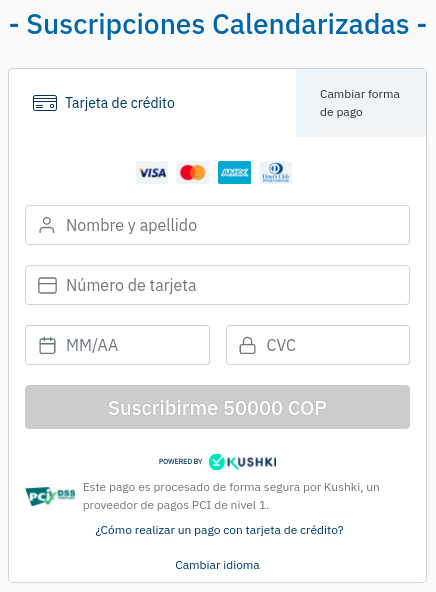 - Suscripciones Calendarizadas -
Tarjeta de crédito
Cambiar forma
de pago
VISA
AMEX
Diners Club
Nombre y apellido
Número de tarjeta
MM/AA
CVC
Suscribirme 50000 COP
POWERED BY KUSHKI
PCI DSS
Este pago es procesado de forma segura por Kushki, un
proveedor de pagos PCI de nivel 1.
¿Cómo realizar un pago con tarjeta de crédito?
Cambiar idioma